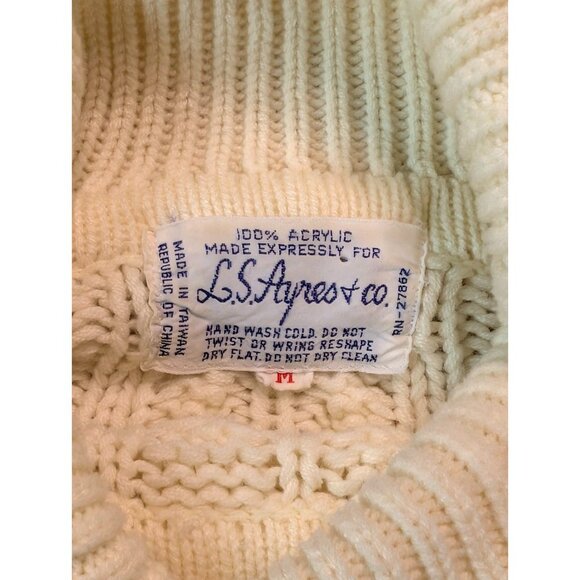 100% ACRYLIC
MADE EXPRESSLY FOR
L.S. Ayres & Co.
HAND WASH COLD. DO NOT
TWIST OR WRING RESHAPE
DRY FLAT. DO NOT DRY CLEAN
MADE IN TAIWAN
REPUBLIC OF CHINA
RN-27862
M